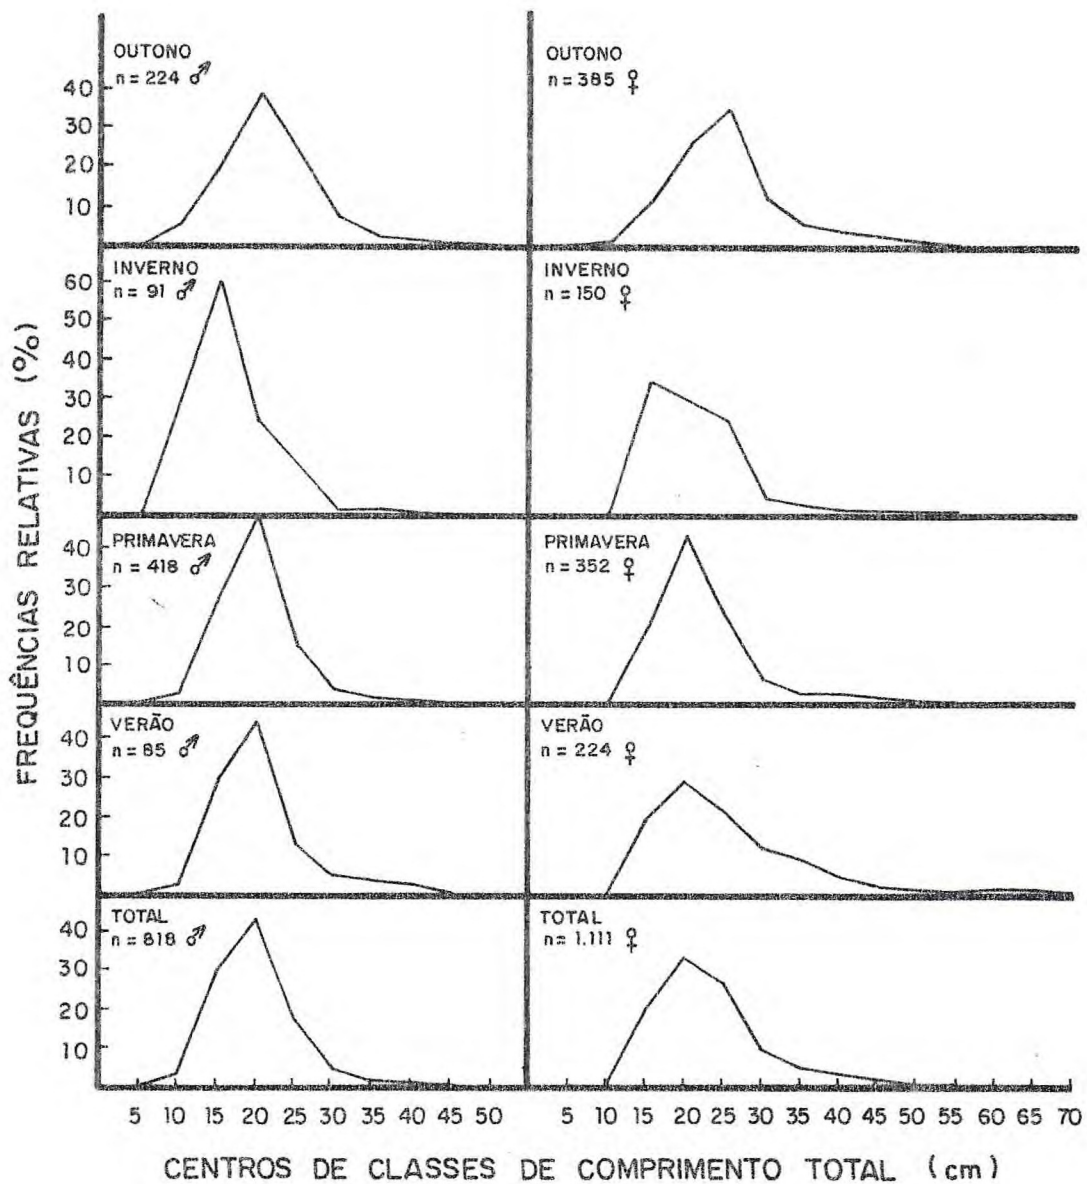 OUTONO
n = 224 ♂
40
30
20
10
OUTONO
n = 385 ♀
INVERNO
n = 91 ♂
60
50
40
30
20
10
INVERNO
n = 150 ♀
PRIMAVERA
n = 418 ♂
40
30
20
10
PRIMAVERA
n = 352 ♀
VERÃO
n = 85 ♂
40
30
20
10
VERÃO
n = 224 ♀
TOTAL
n = 818 ♂
40
30
20
10
TOTAL
n = 1.111 ♀
FREQUÊNCIAS RELATIVAS (%)
5 10 15 20 25 30 35 40 45 50
5 10 15 20 25 30 35 40 45 50 55 60 65 70
CENTROS DE CLASSES DE COMPRIMENTO TOTAL (cm)